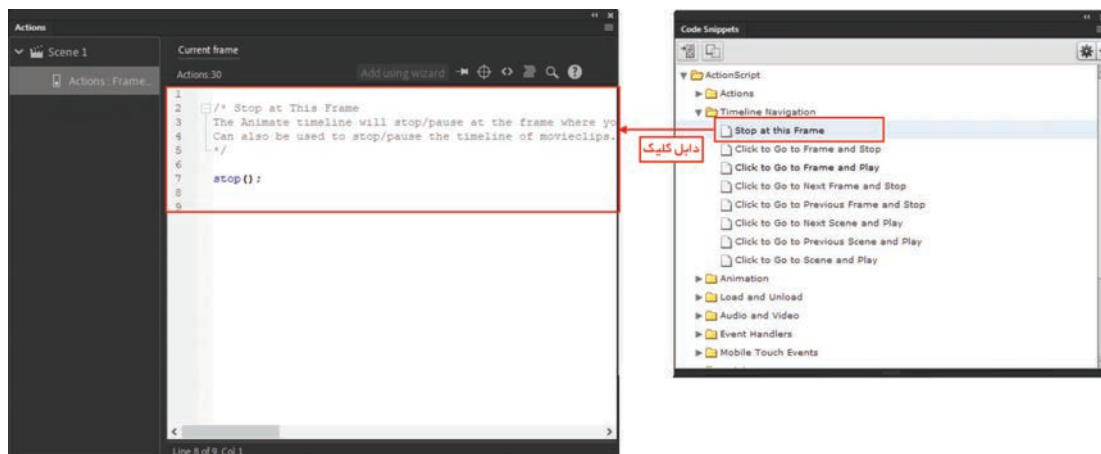 Actions
Scene 1
Actions : Frame...
Current frame
Actions:30
Add using wizard
1
2 /* Stop at This Frame
3 The Animate timeline will stop/pause at the frame where yo
4 Can also be used to stop/pause the timeline of movieclips.
5 */
6
7 stop();
8
9
Line 8 of 9, Col 1
دابل کلیک
Code Snippets
ActionScript
Actions
Timeline Navigation
Stop at this Frame
Click to Go to Frame and Stop
Click to Go to Frame and Play
Click to Go to Next Frame and Stop
Click to Go to Previous Frame and Stop
Click to Go to Next Scene and Play
Click to Go to Previous Scene and Play
Click to Go to Scene and Play
Animation
Load and Unload
Audio and Video
Event Handlers
Mobile Touch Events